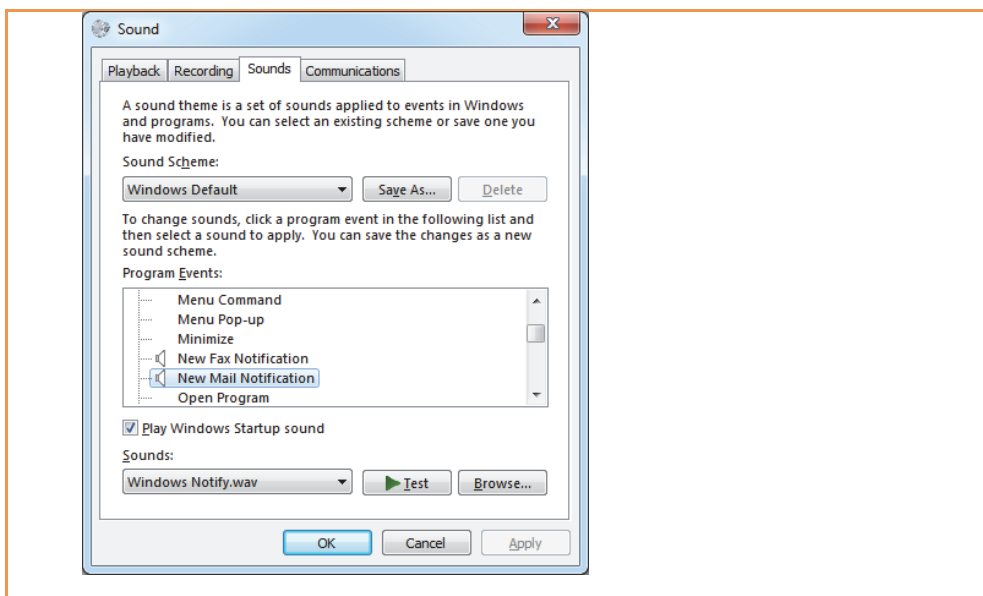 Sound
Playback Recording Sounds Communications
A sound theme is a set of sounds applied to events in Windows
and programs. You can select an existing scheme or save one you
have modified.
Sound Scheme:
Windows Default Save As... Delete
To change sounds, click a program event in the following list and
then select a sound to apply. You can save the changes as a new
sound scheme.
Program Events:
Menu Command
Menu Pop-up
Minimize
New Fax Notification
New Mail Notification
Open Program
Play Windows Startup sound
Sounds:
Windows Notify.wav Test Browse...
OK Cancel Apply